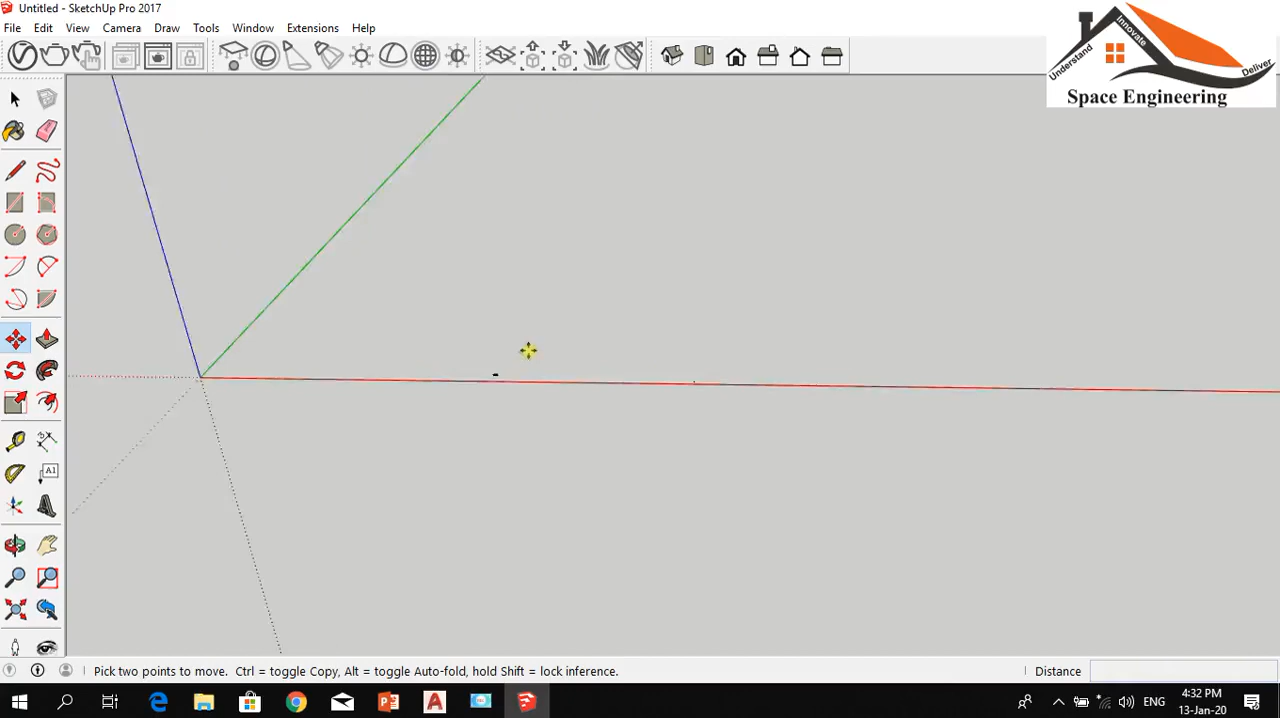 Untitled - SketchUp Pro 2017
File Edit View Camera Draw Tools Window Extensions Help
Understand Innovate Deliver
Space Engineering
A1
Pick two points to move. Ctrl = toggle Copy, Alt = toggle Auto-fold, hold Shift = lock inference.
Distance
ENG
4:32 PM
13-Jan-20